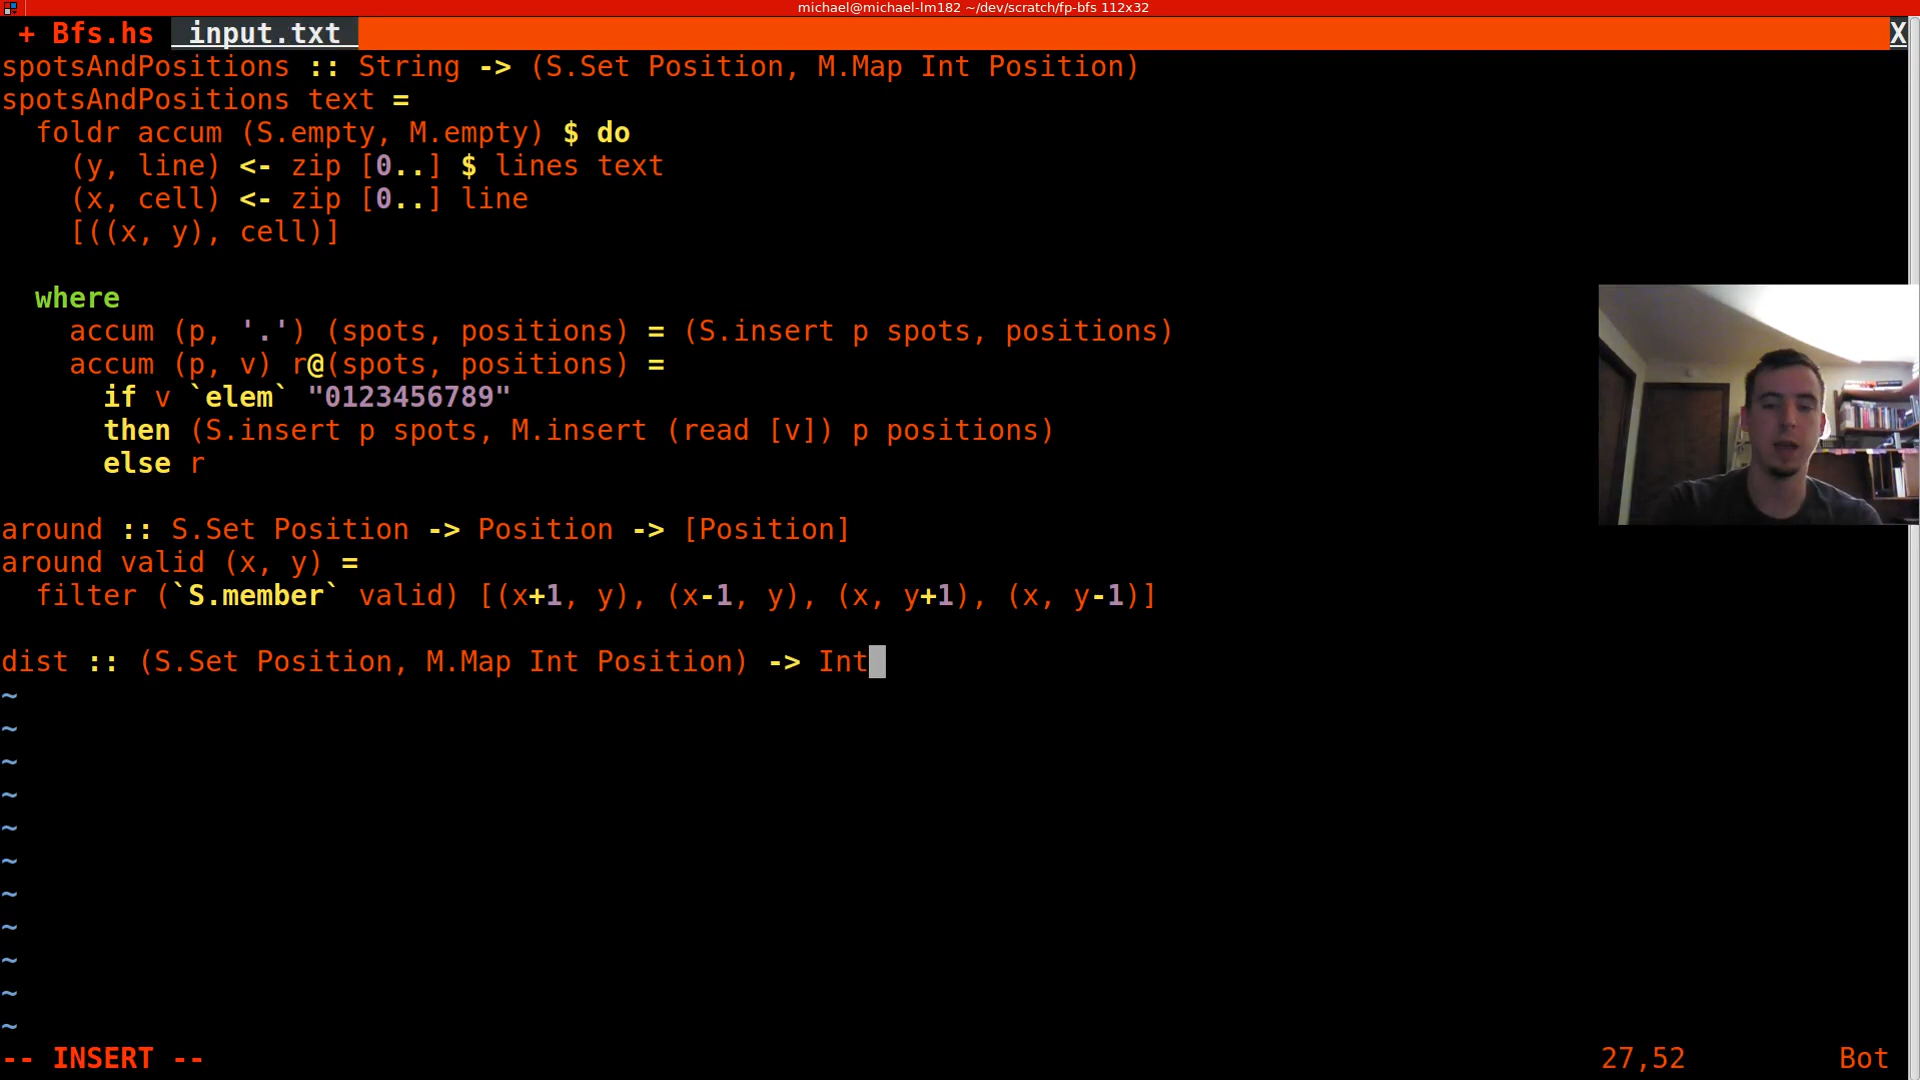 michael@michael-lm182 ~/dev/scratch/fp-bfs 112x32
+ Bfs.hs  input.txt X
spotsAndPositions :: String -> (S.Set Position, M.Map Int Position)
spotsAndPositions text =
  foldr accum (S.empty, M.empty) $ do
    (y, line) <- zip [0..] $ lines text
    (x, cell) <- zip [0..] line
    [((x, y), cell)]
  where
    accum (p, '.') (spots, positions) = (S.insert p spots, positions)
    accum (p, v) r@(spots, positions) =
      if v `elem` "0123456789"
      then (S.insert p spots, M.insert (read [v]) p positions)
      else r
around :: S.Set Position -> Position -> [Position]
around valid (x, y) =
  filter (`S.member` valid) [(x+1, y), (x-1, y), (x, y+1), (x, y-1)]
dist :: (S.Set Position, M.Map Int Position) -> Int
~
~
~
~
~
~
~
~
~
~
~
-- INSERT -- 27,52 Bot